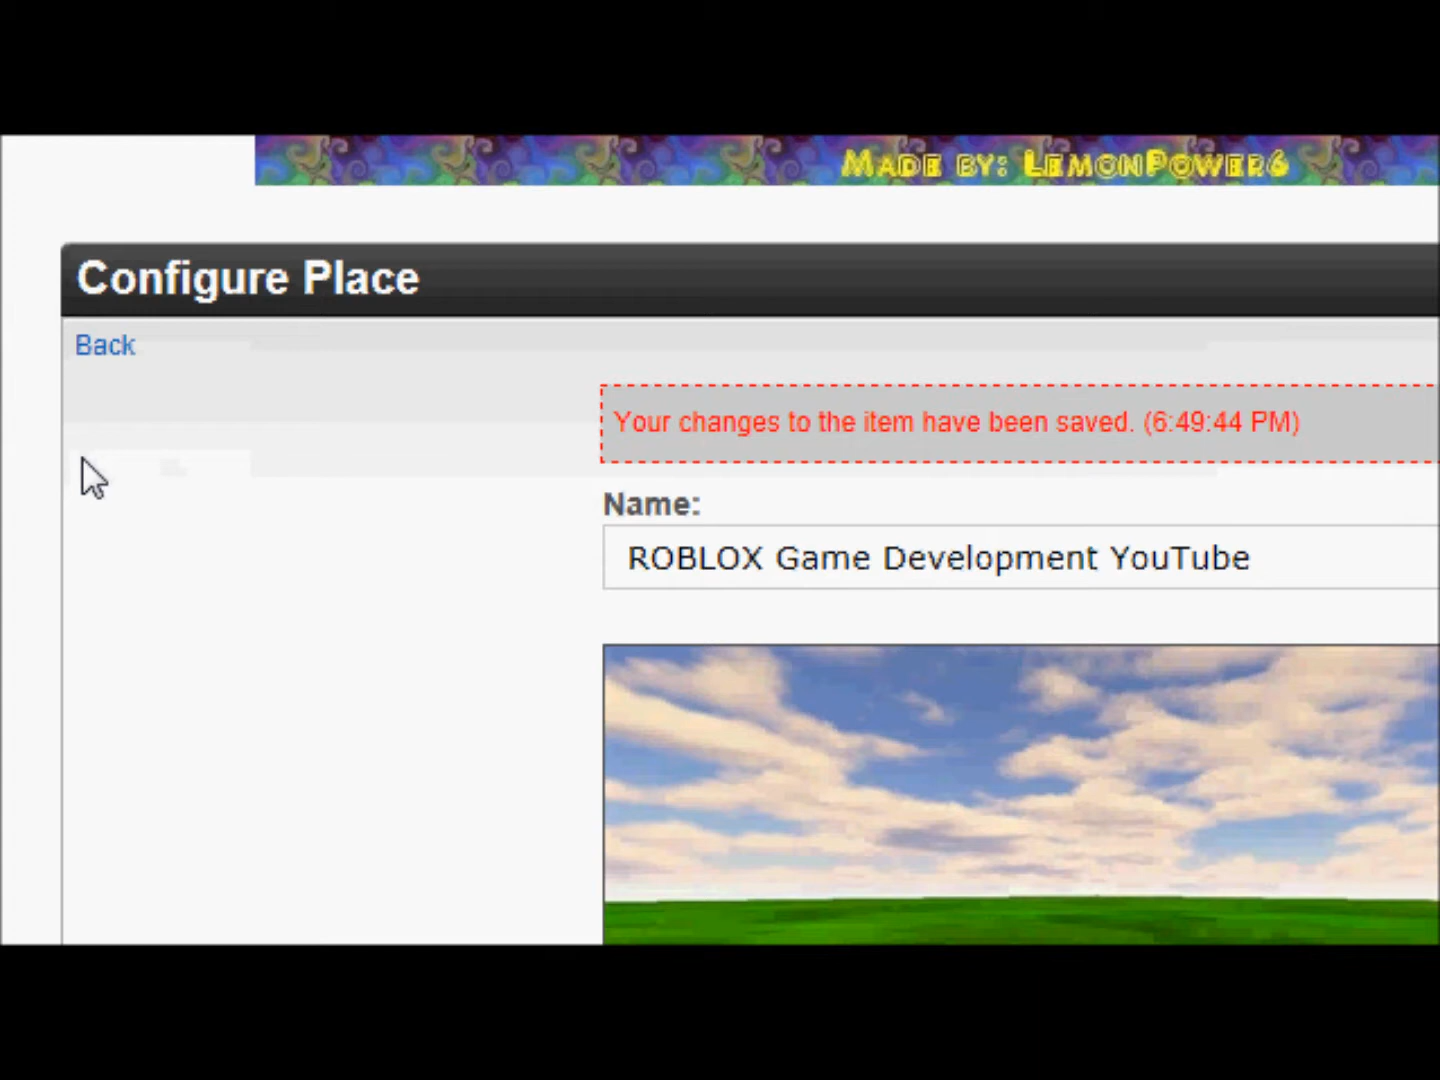 Made by: LemonPower6
Configure Place
Back
Your changes to the item have been saved. (6:49:44 PM)
Name:
ROBLOX Game Development YouTube